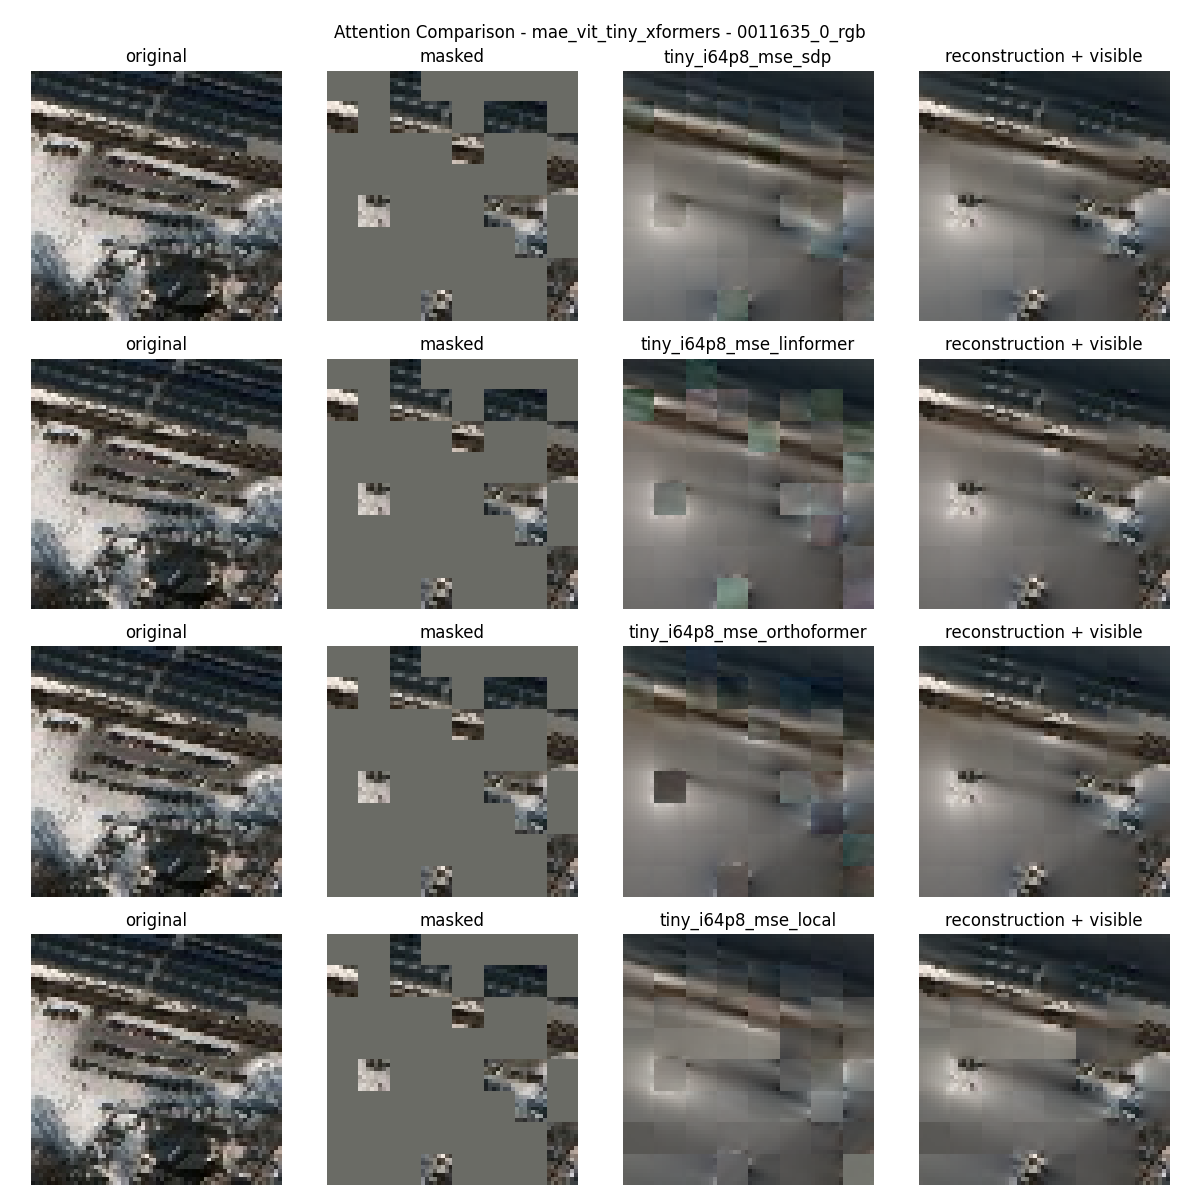 Attention Comparison - mae_vit_tiny_xformers - 0011635_0_rgb
original masked tiny_i64p8_mse_sdp reconstruction + visible
original masked tiny_i64p8_mse_linformer reconstruction + visible
original masked tiny_i64p8_mse_orthoformer reconstruction + visible
original masked tiny_i64p8_mse_local reconstruction + visible